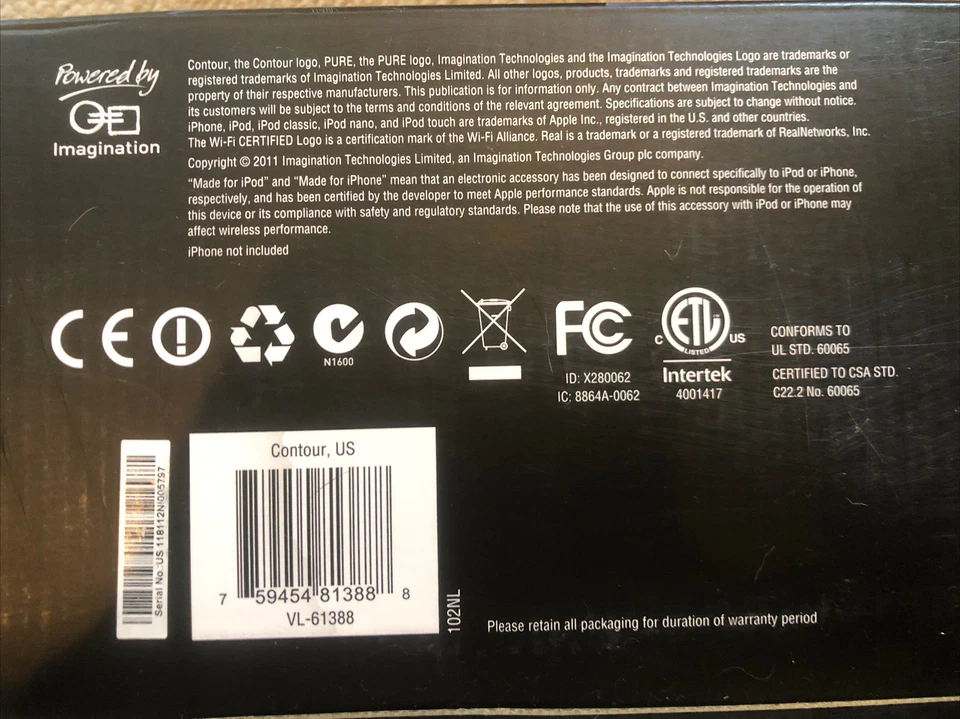 Powered by
Imagination
Contour, the Contour logo, PURE, the PURE logo, Imagination Technologies and the Imagination Technologies Logo are trademarks or
registered trademarks of Imagination Technologies Limited. All other logos, products, trademarks and registered trademarks are the
property of their respective manufacturers. This publication is for information only. Any contract between Imagination Technologies and
its customers will be subject to the terms and conditions of the relevant agreement. Specifications are subject to change without notice.
iPhone, iPod, iPod classic, iPod nano, and iPod touch are trademarks of Apple Inc., registered in the U.S. and other countries.
The Wi-Fi CERTIFIED Logo is a certification mark of the Wi-Fi Alliance. Real is a trademark or a registered trademark of RealNetworks, Inc.
Copyright © 2011 Imagination Technologies Limited, an Imagination Technologies Group plc company.
“Made for iPod” and “Made for iPhone” mean that an electronic accessory has been designed to connect specifically to iPod or iPhone,
respectively, and has been certified by the developer to meet Apple performance standards. Apple is not responsible for the operation of
this device or its compliance with safety and regulatory standards. Please note that the use of this accessory with iPod or iPhone may
affect wireless performance.
iPhone not included
CE
N1600
FC
ID: X280062
IC: 8864A-0062
c ETL us
LISTED
Intertek
4001417
CONFORMS TO
UL STD. 60065
CERTIFIED TO CSA STD.
C22.2 No. 60065
Serial No.:US 118112NI005797
Contour, US
7 59454 81388 8
VL-61388
102NL
Please retain all packaging for duration of warranty period